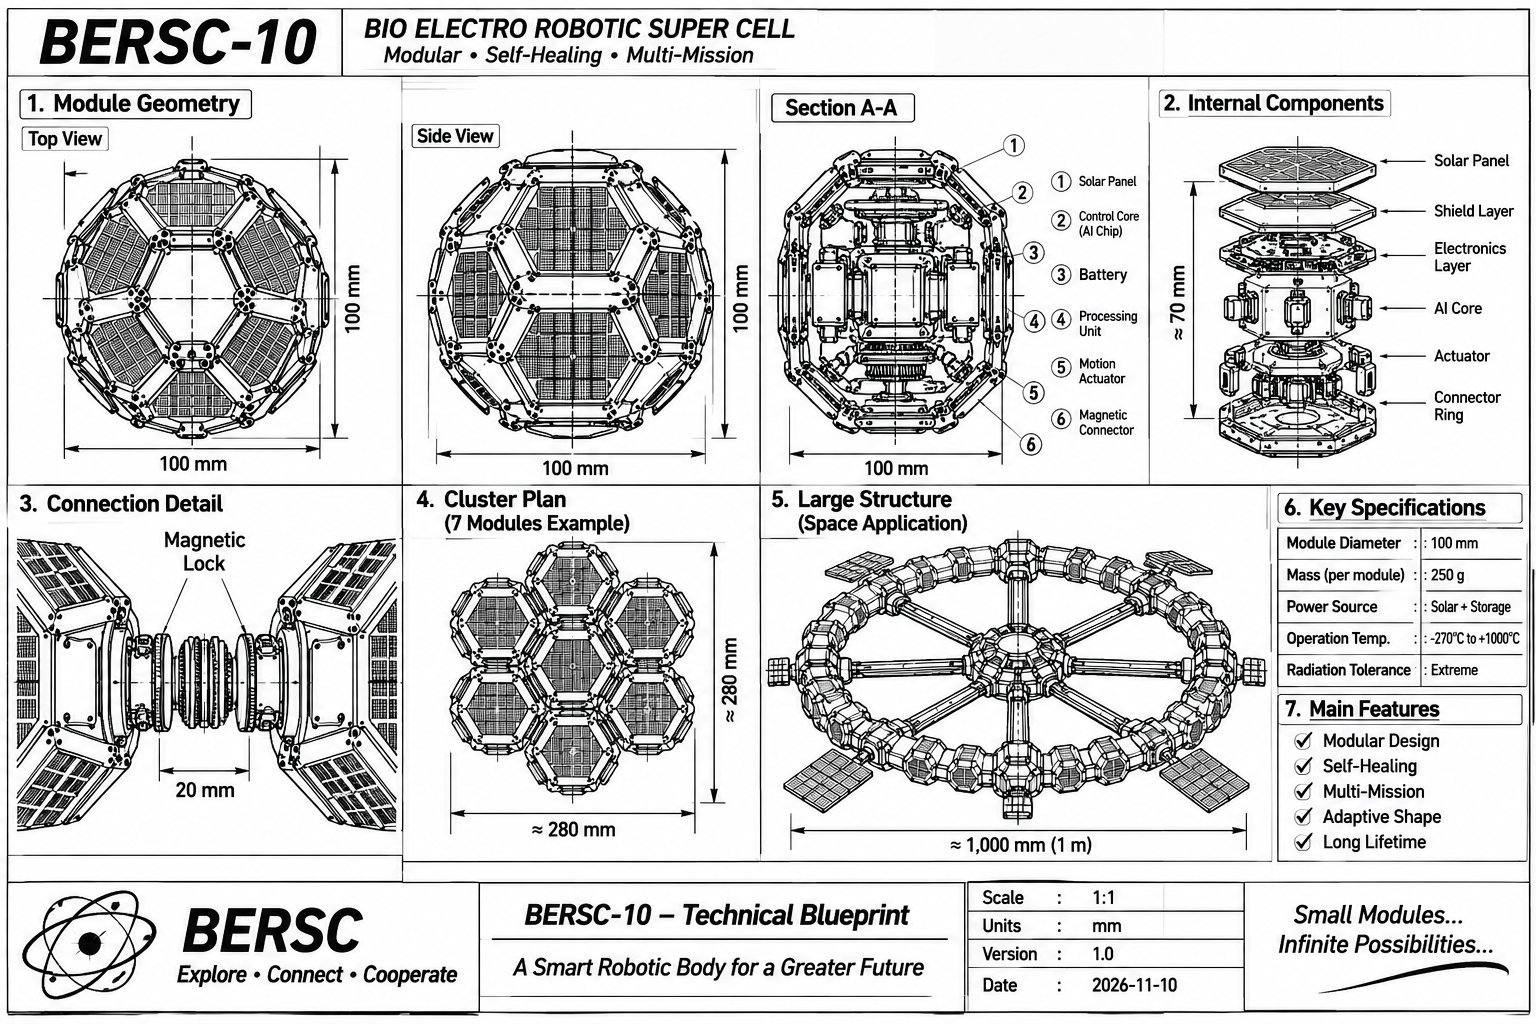 BERSC-10
BIO ELECTRO ROBOTIC SUPER CELL
Modular • Self-Healing • Multi-Mission
1. Module Geometry
Top View
100 mm
100 mm
Side View
100 mm
100 mm
Section A-A
1
2
3
4
5
6
1 Solar Panel
2 Control Core
(AI Chip)
3 Battery
4 Processing
Unit
5 Motion
Actuator
6 Magnetic
Connector
100 mm
2. Internal Components
≈ 70 mm
Solar Panel
Shield Layer
Electronics
Layer
AI Core
Actuator
Connector
Ring
3. Connection Detail
Magnetic
Lock
20 mm
4. Cluster Plan
(7 Modules Example)
≈ 280 mm
≈ 280 mm
5. Large Structure
(Space Application)
≈ 1,000 mm (1 m)
6. Key Specifications
Module Diameter : : 100 mm
Mass (per module) : : 250 g
Power Source : : Solar + Storage
Operation Temp. : : -270°C to +1000°C
Radiation Tolerance : : Extreme
7. Main Features
✓ Modular Design
✓ Self-Healing
✓ Multi-Mission
✓ Adaptive Shape
✓ Long Lifetime
BERSC
Explore • Connect • Cooperate
BERSC-10 – Technical Blueprint
A Smart Robotic Body for a Greater Future
Scale : 1:1
Units : mm
Version : 1.0
Date : 2026-11-10
Small Modules...
Infinite Possibilities...